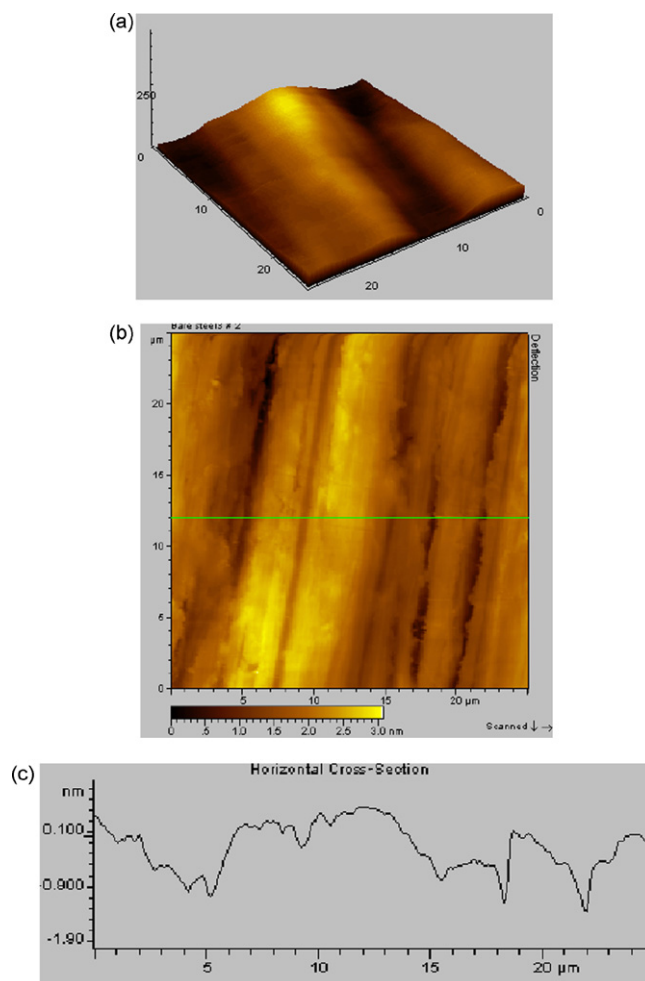 (a)
250
0
10
20
20
10
0
(b)
Bare steel3 # 2
µm
20
15
10
5
0
5 10 15 20 µm
Deflection
0 .5 1.0 1.5 2.0 2.5 3.0 nm
Scanned ↓ →
(c)
Horizontal Cross-Section
nm
0.100
-0.900
-1.90
5 10 15 20 µm